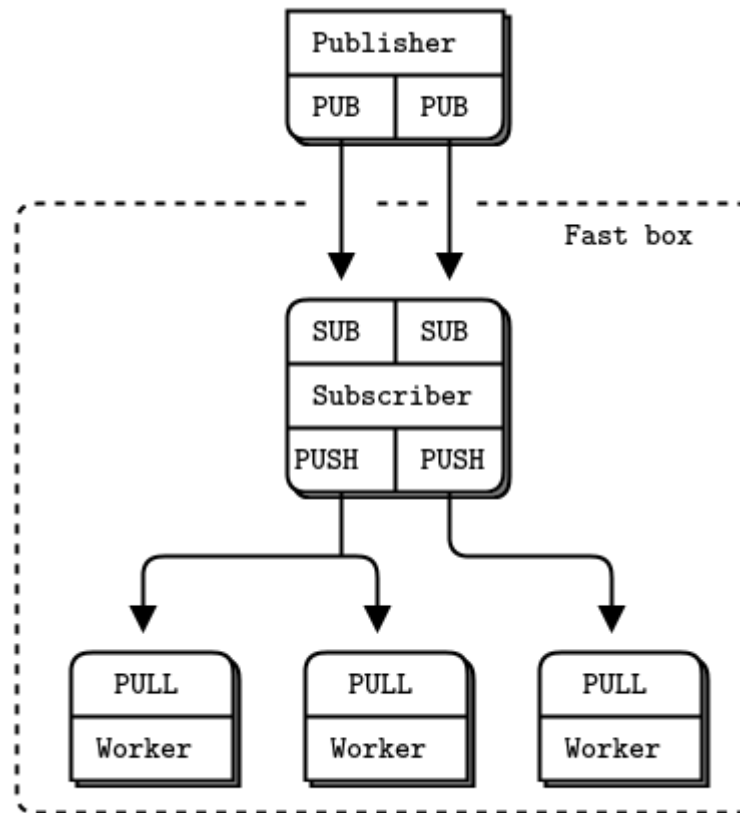 Publisher
PUB PUB
Fast box
SUB SUB
Subscriber
PUSH PUSH
PULL PULL PULL
Worker Worker Worker